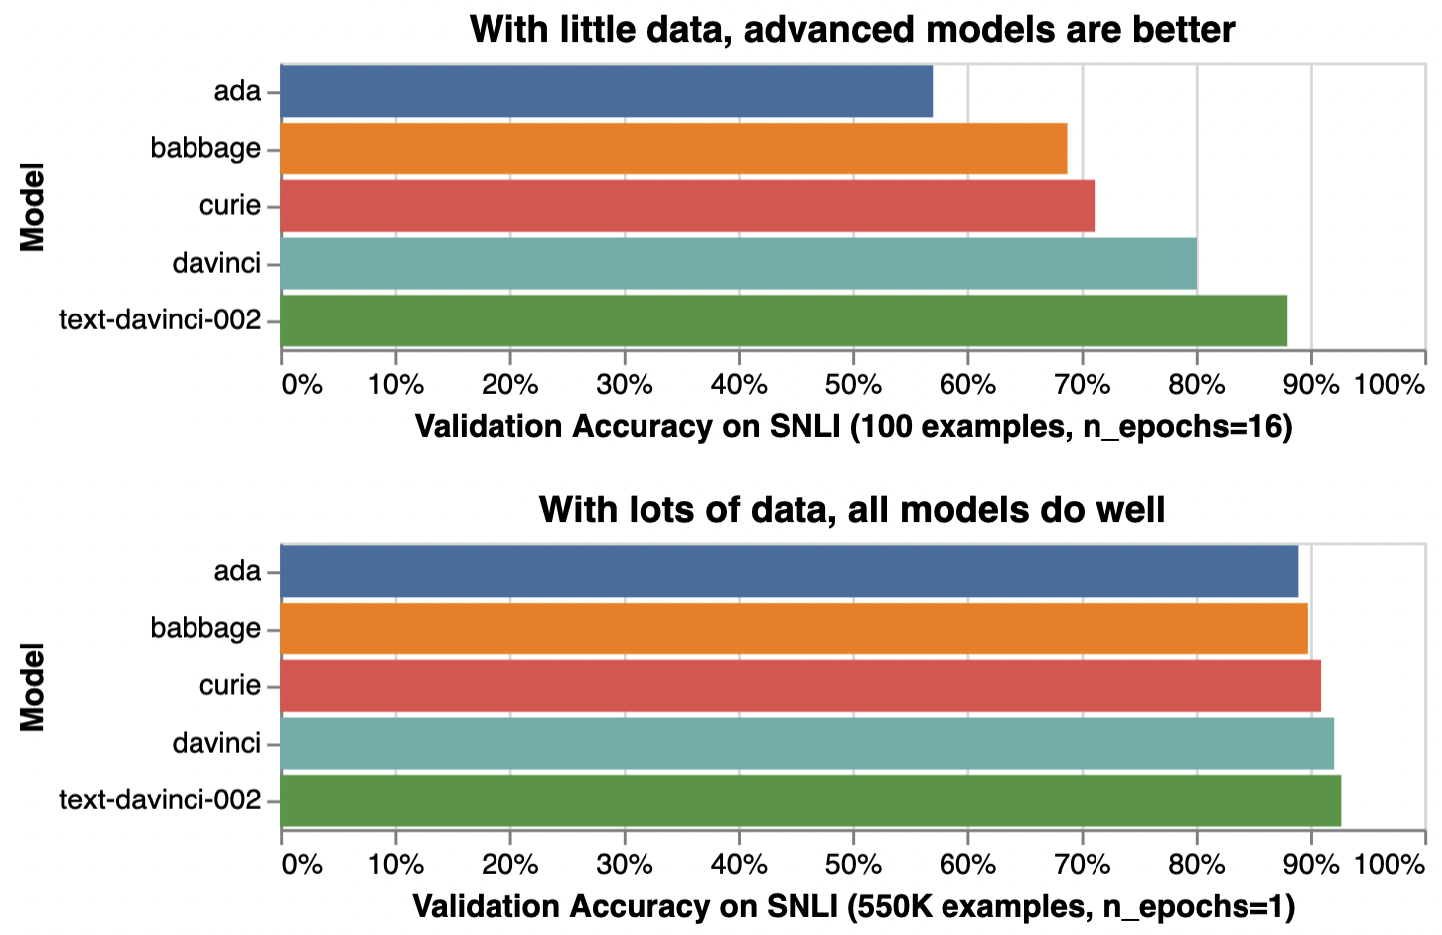 With little data, advanced models are better
Model
ada
babbage
curie
davinci
text-davinci-002
0% 10% 20% 30% 40% 50% 60% 70% 80% 90% 100%
Validation Accuracy on SNLI (100 examples, n_epochs=16)
With lots of data, all models do well
Model
ada
babbage
curie
davinci
text-davinci-002
0% 10% 20% 30% 40% 50% 60% 70% 80% 90% 100%
Validation Accuracy on SNLI (550K examples, n_epochs=1)